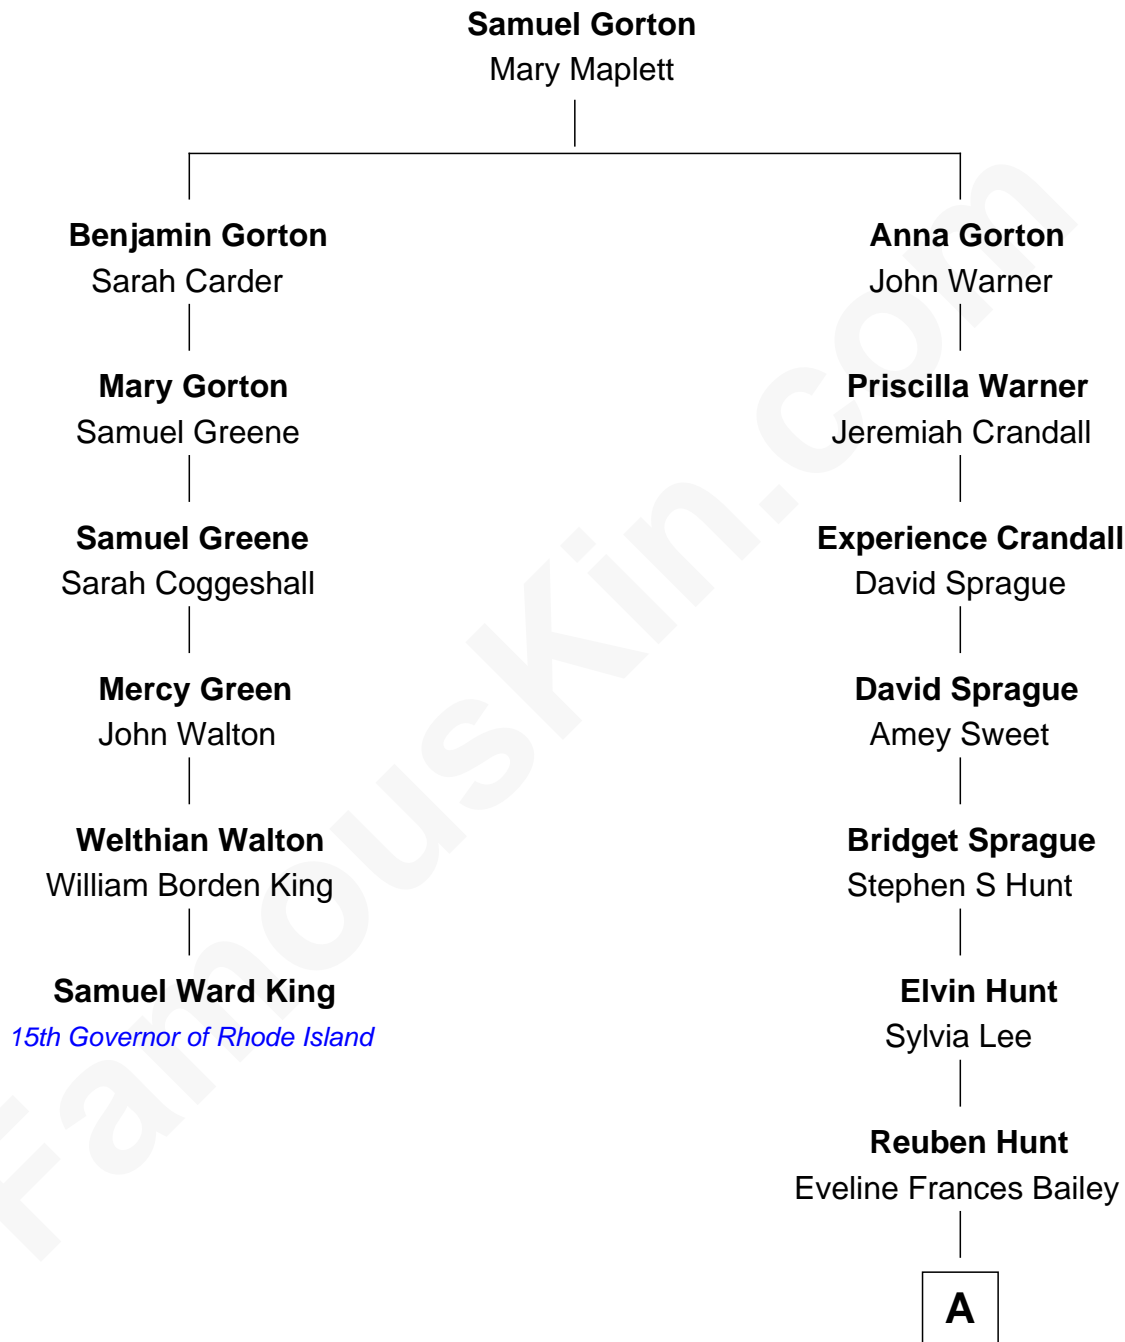 Samuel Gorton
Mary Maplett
Benjamin Gorton
Sarah Carder
Mary Gorton
Samuel Greene
Samuel Greene
Sarah Coggeshall
Mercy Green
John Walton
Welthian Walton
William Borden King
Samuel Ward King
15th Governor of Rhode Island
Anna Gorton
John Warner
Priscilla Warner
Jeremiah Crandall
Experience Crandall
David Sprague
David Sprague
Amey Sweet
Bridget Sprague
Stephen S Hunt
Elvin Hunt
Sylvia Lee
Reuben Hunt
Eveline Frances Bailey
A
FamousKin.com